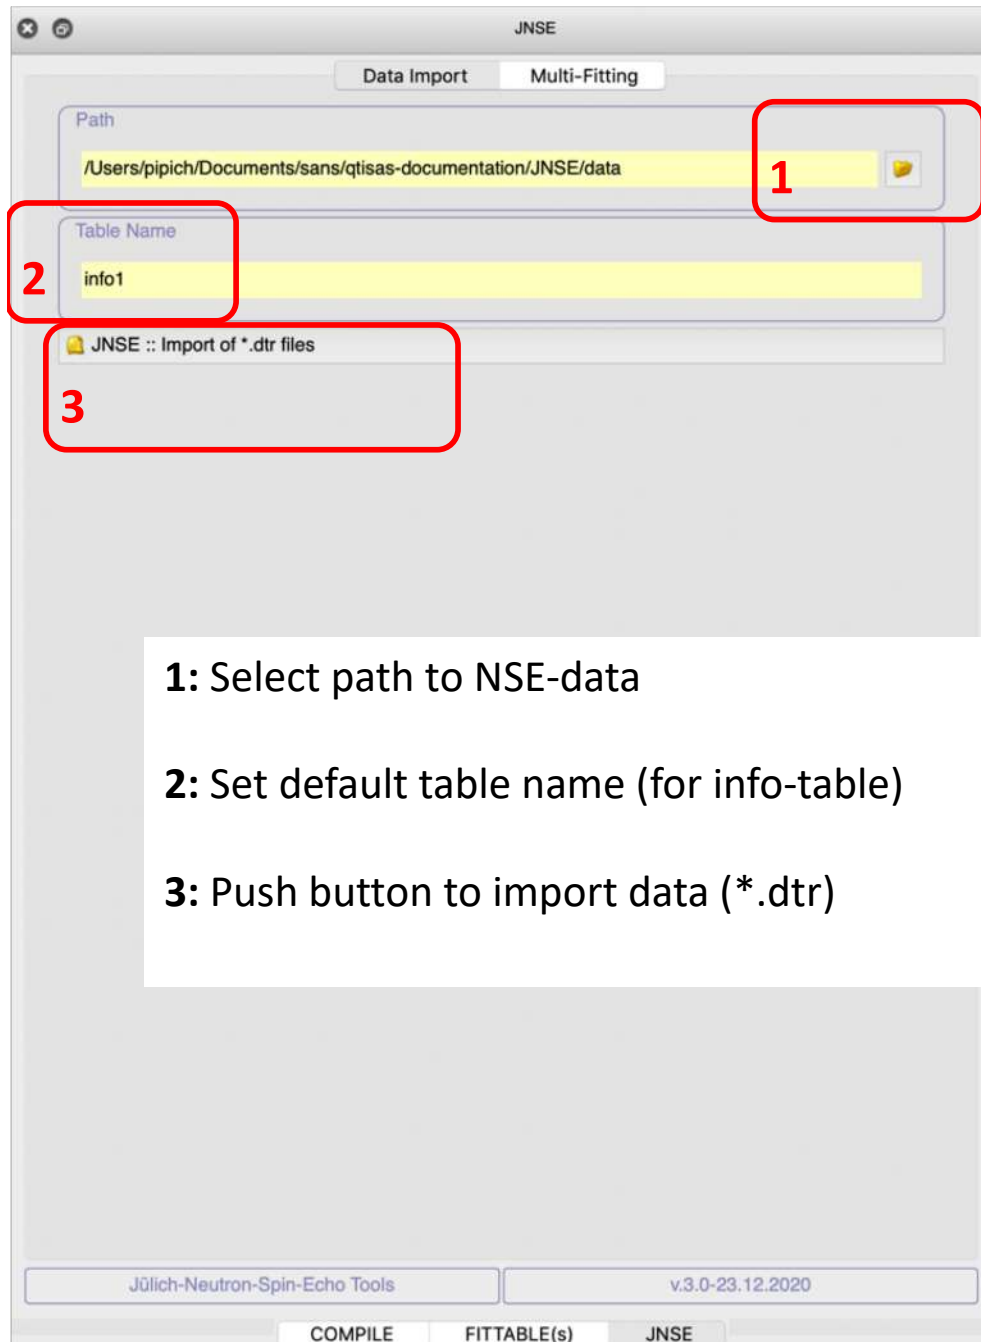 JNSE
Data Import Multi-Fitting
Path
/Users/pipich/Documents/sans/qtisas-documentation/JNSE/data
1
Table Name
2
info1
JNSE :: Import of *.dtr files
3
1: Select path to NSE-data
2: Set default table name (for info-table)
3: Push button to import data (*.dtr)
Jülich-Neutron-Spin-Echo Tools v.3.0-23.12.2020
COMPILE FITTABLE(s) JNSE